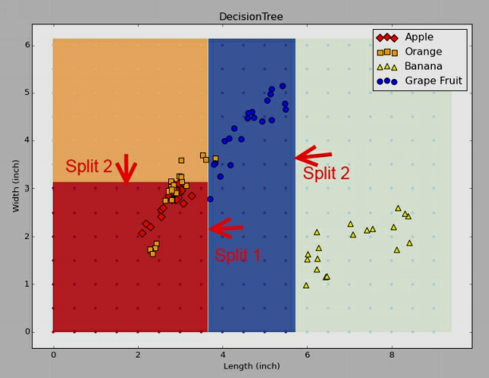 DecisionTree
Apple
Orange
Banana
Grape Fruit
Split 2
Split 2
Split 1
Width (inch)
6
5
4
3
2
1
0
0 2 4 6 8
Length (inch)